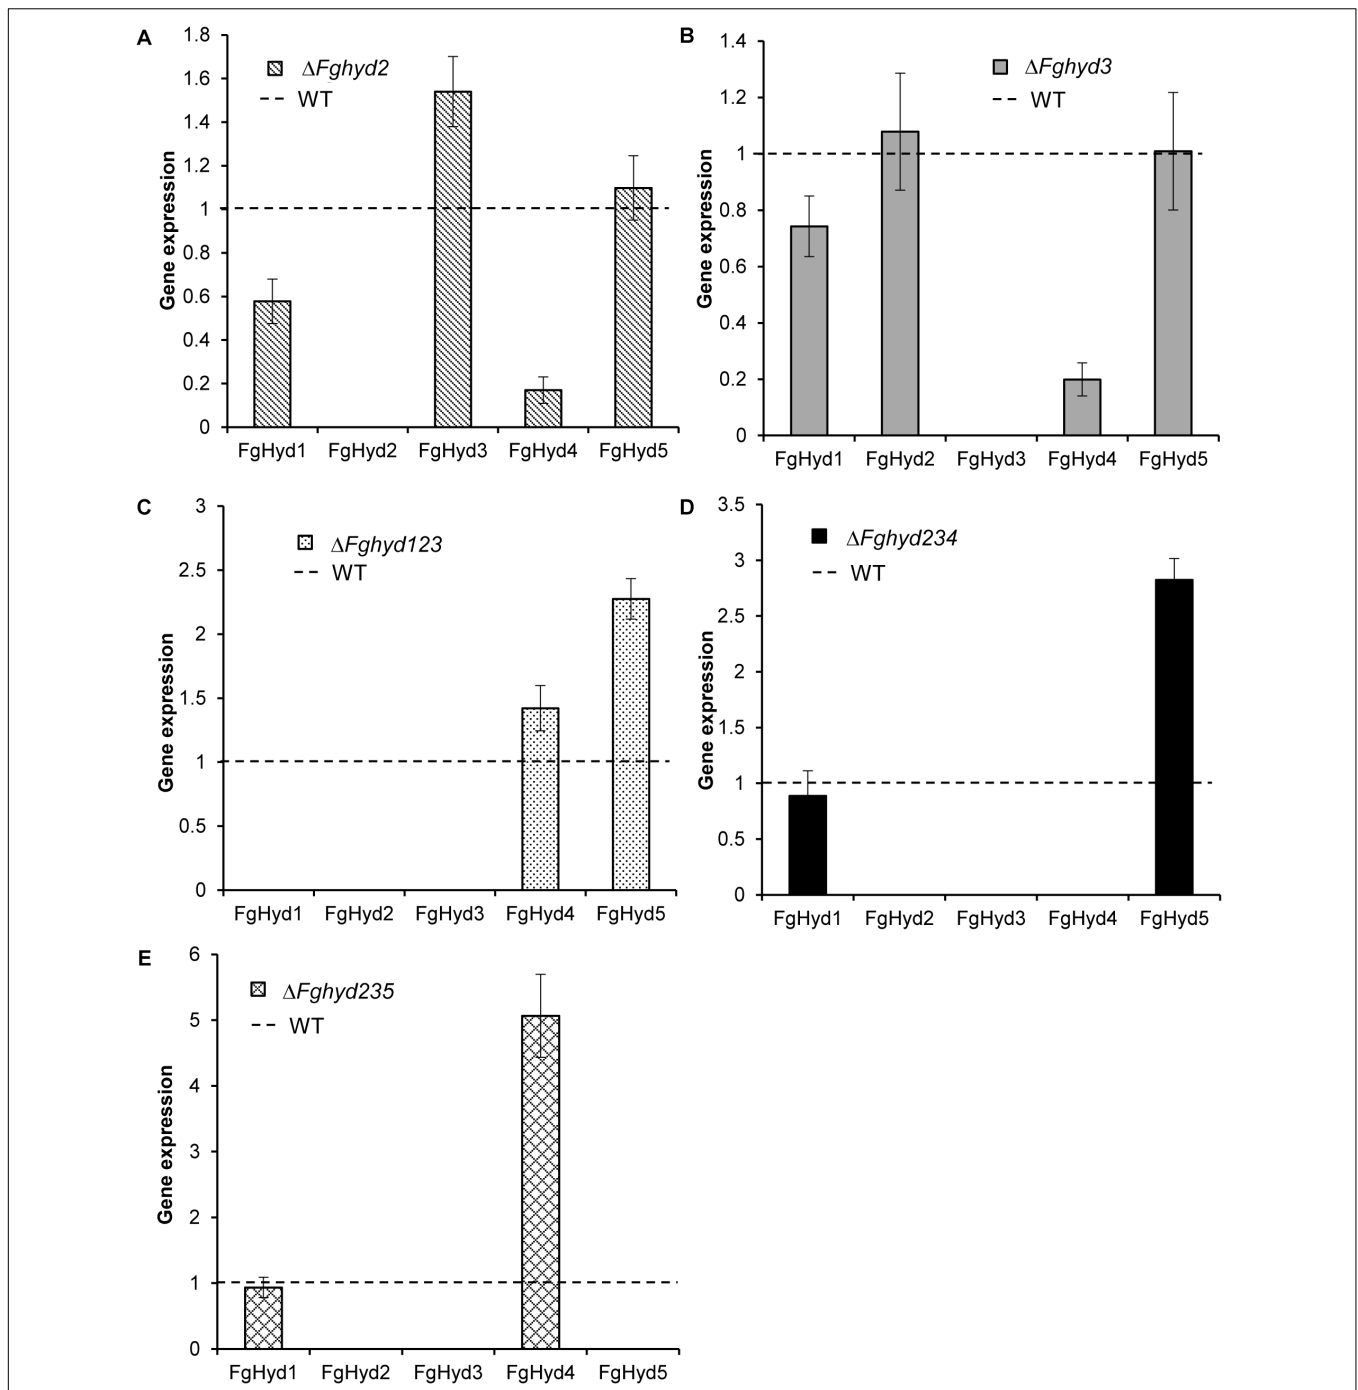 A
1.8
1.6
1.4
1.2
1
0.8
0.6
0.4
0.2
0
Gene expression
ΔFghyd2
WT
FgHyd1 FgHyd2 FgHyd3 FgHyd4 FgHyd5
B
1.4
1.2
1
0.8
0.6
0.4
0.2
0
Gene expression
ΔFghyd3
WT
FgHyd1 FgHyd2 FgHyd3 FgHyd4 FgHyd5
C
3
2.5
2
1.5
1
0.5
0
Gene expression
ΔFghyd123
WT
FgHyd1 FgHyd2 FgHyd3 FgHyd4 FgHyd5
D
3.5
3
2.5
2
1.5
1
0.5
0
Gene expression
ΔFghyd234
WT
FgHyd1 FgHyd2 FgHyd3 FgHyd4 FgHyd5
E
6
5
4
3
2
1
0
Gene expression
ΔFghyd235
WT
FgHyd1 FgHyd2 FgHyd3 FgHyd4 FgHyd5